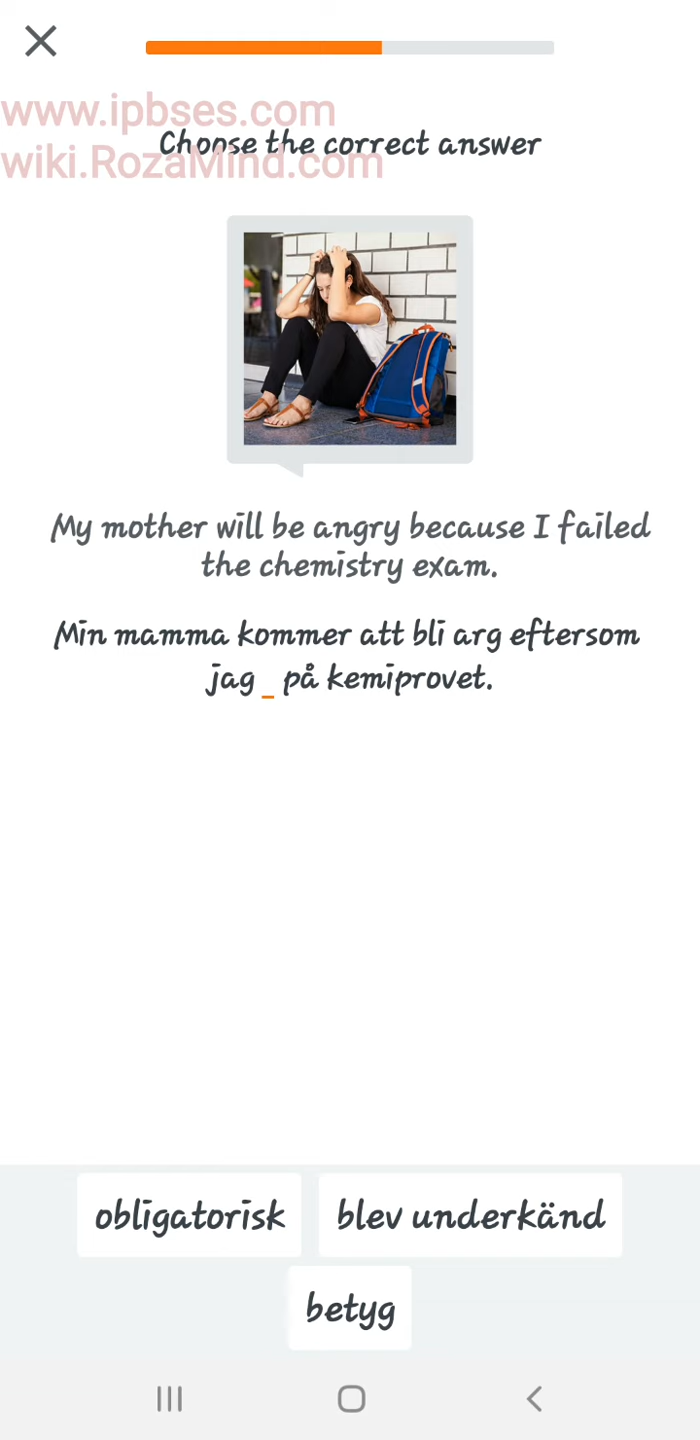 www.ipbses.com
wiki.RozaMind.com
Choose the correct answer
My mother will be angry because I failed
the chemistry exam.
Min mamma kommer att bli arg eftersom
jag _ på kemiprovet.
obligatorisk
blev underkänd
betyg